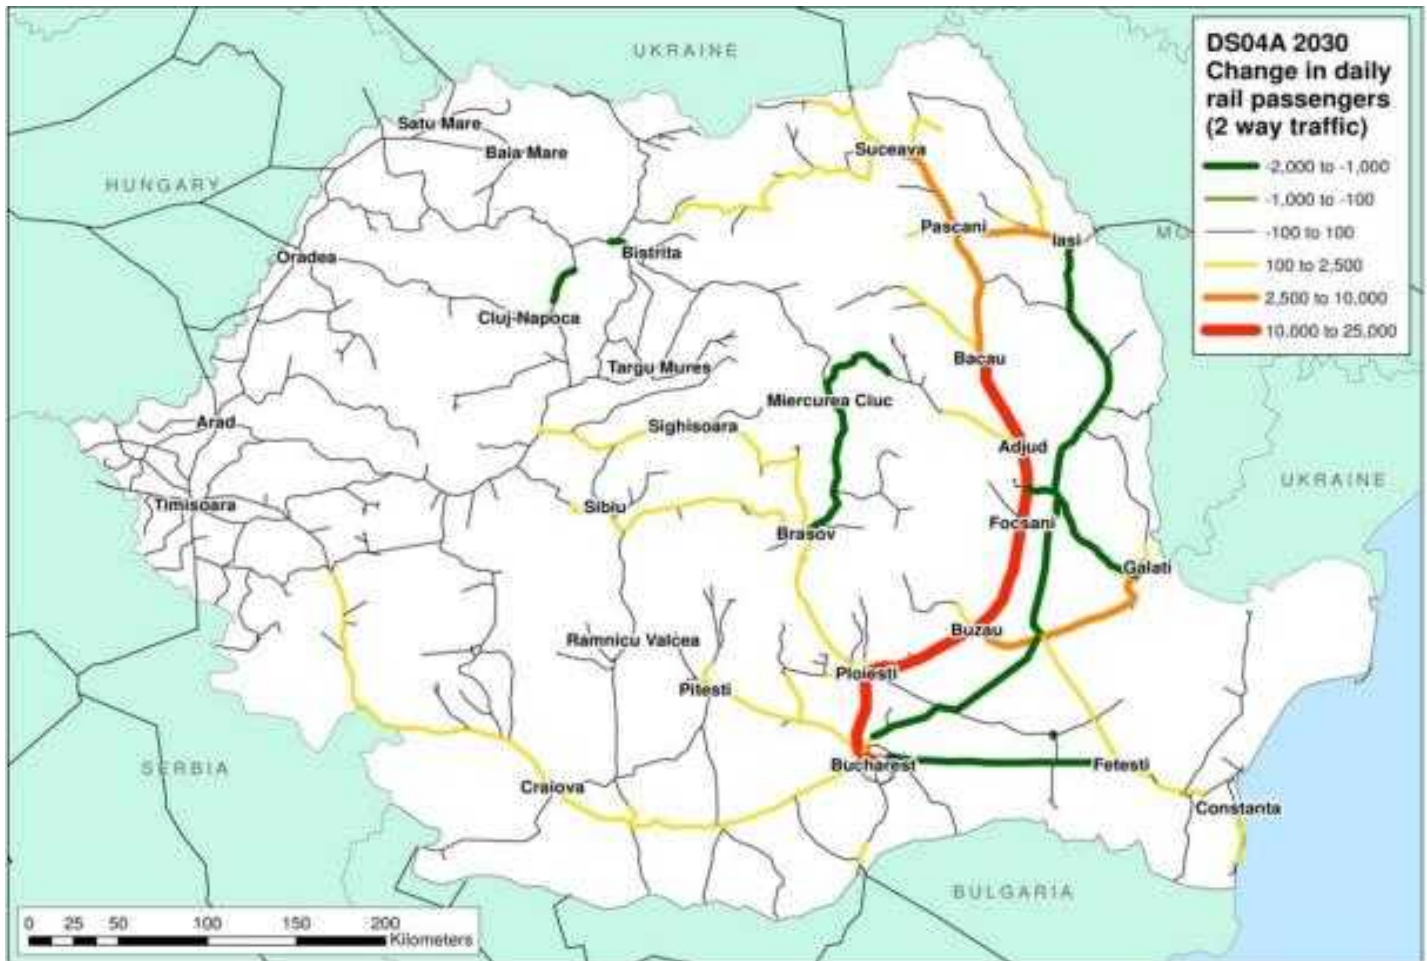 UKRAINE
DS04A 2030
Change in daily
rail passengers
(2 way traffic)
-2,000 to -1,000
-1,000 to -100
-100 to 100
100 to 2,500
2,500 to 10,000
10,000 to 25,000
Satu Mare
Baia Mare
Suceava
HUNGARY
Pascani
Iasi
MO
Bistrita
Oradea
Cluj-Napoca
Bacau
Targu Mures
Miercurea Ciuc
Arad
Sighisoara
Adjud
UKRAINE
Timisoara
Sibiu
Focsani
Brasov
Galati
Buzau
Ramnicu Valcea
Ploiesti
Pitesti
SERBIA
Bucharest
Fetesti
Craiova
Constanta
BULGARIA
0 25 50 100 150 200
Kilometers